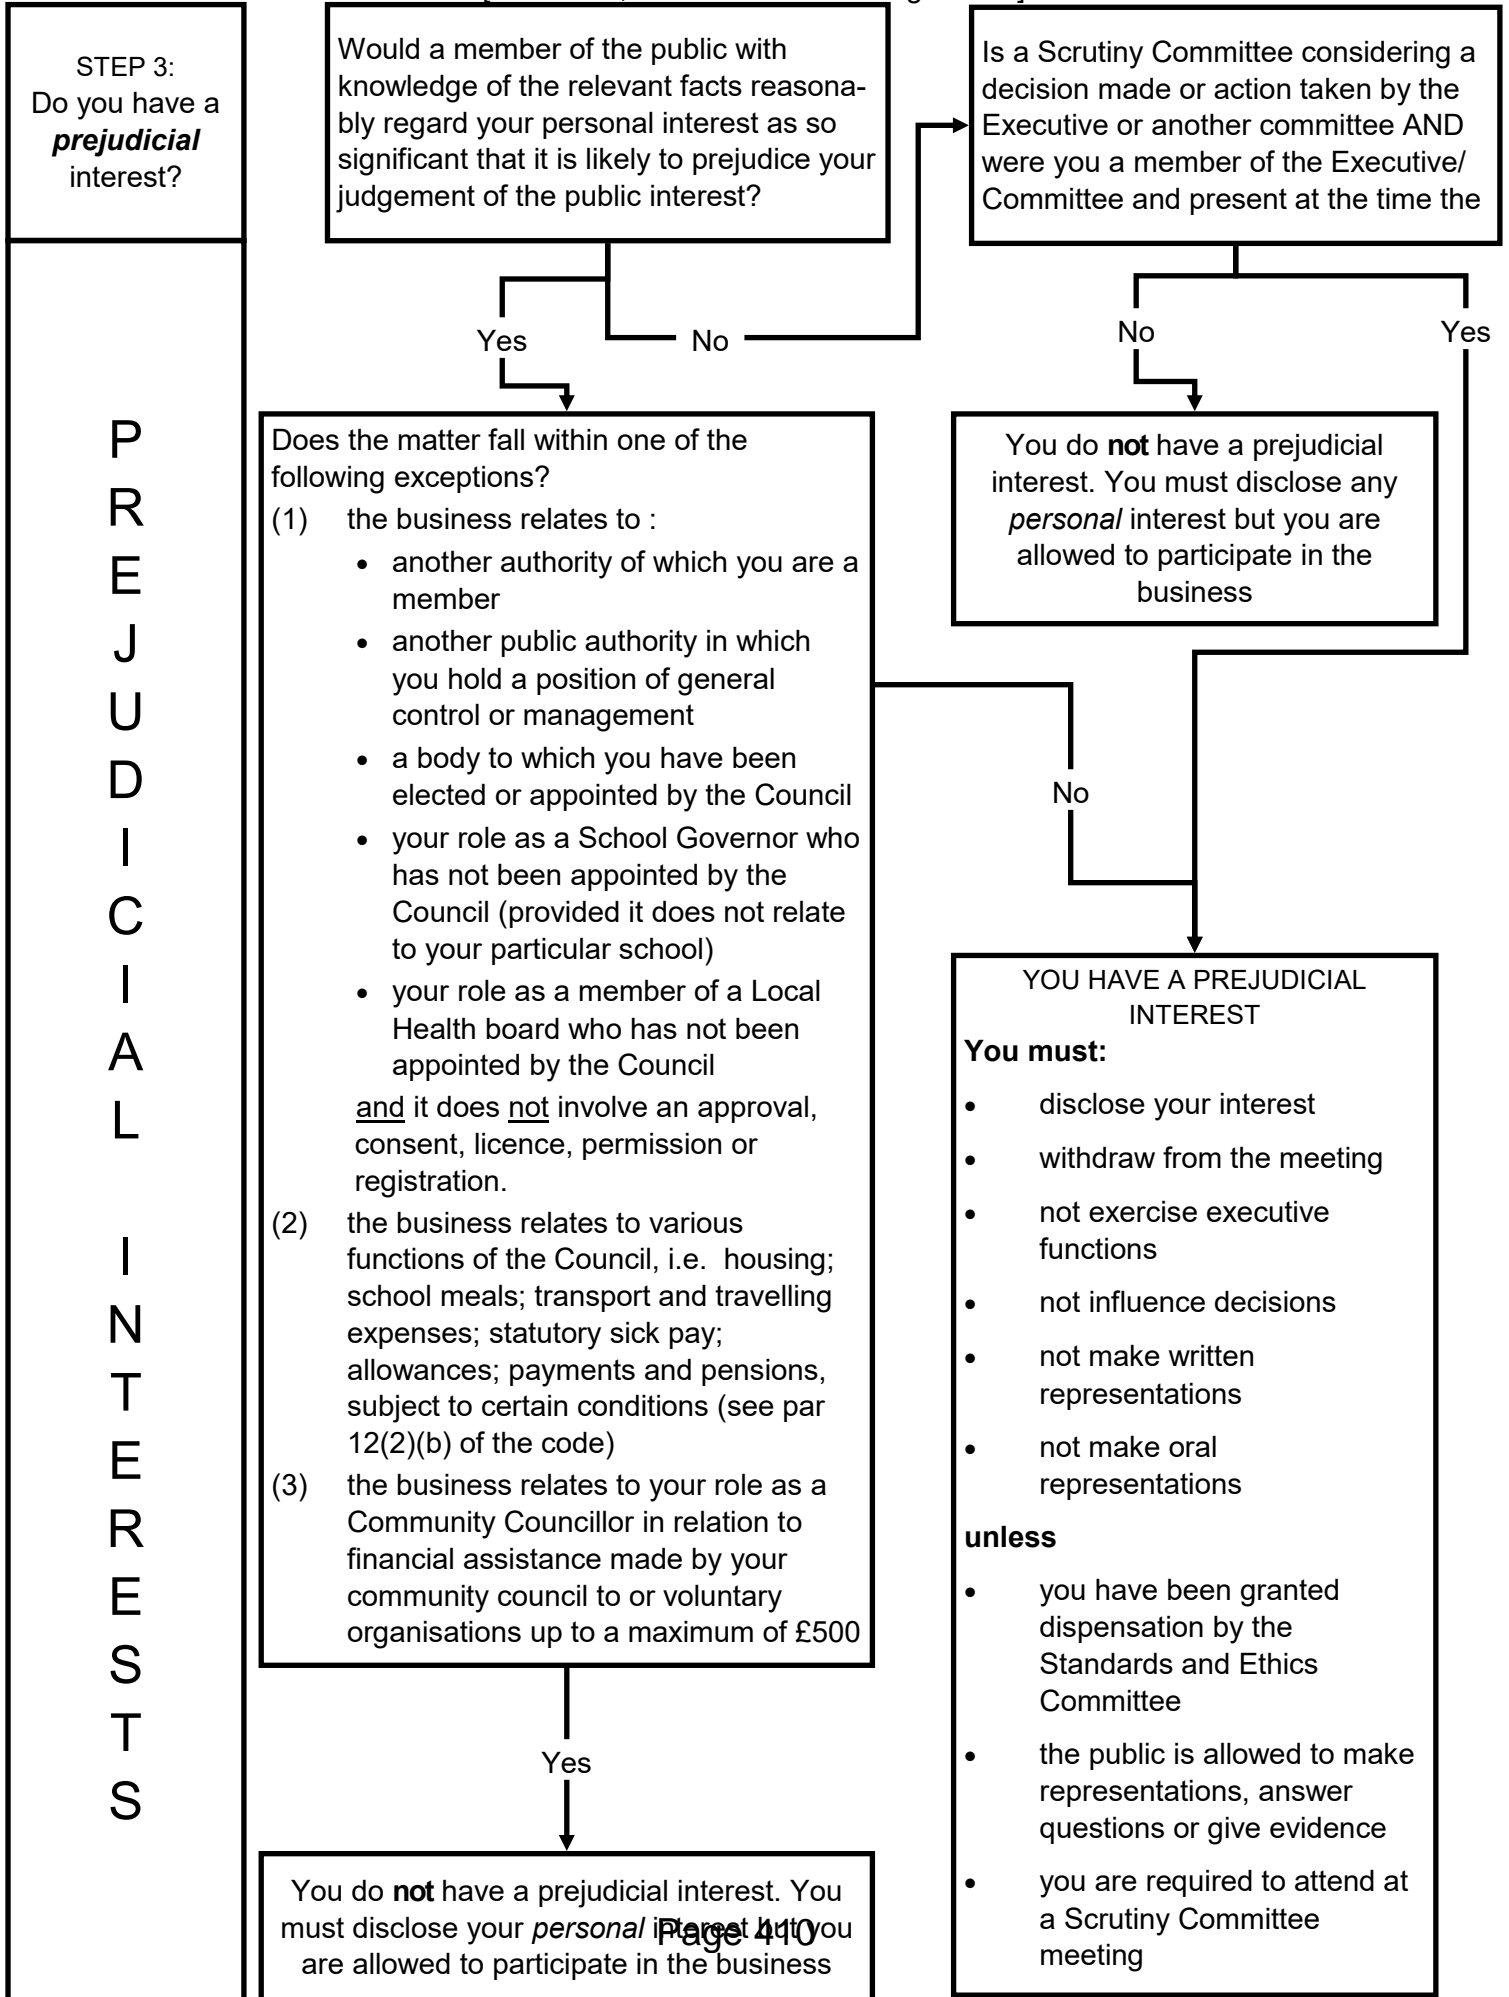 STEP 3:
Do you have a
prejudicial
interest?
P
R
E
J
U
D
I
C
I
A
L
I
N
T
E
R
E
S
T
S
Would a member of the public with
knowledge of the relevant facts reasona-
bly regard your personal interest as so
significant that it is likely to prejudice your
judgement of the public interest?
Is a Scrutiny Committee considering a
decision made or action taken by the
Executive or another committee AND
were you a member of the Executive/
Committee and present at the time the
Yes
No
No
Yes
Does the matter fall within one of the
following exceptions?
(1) the business relates to :
• another authority of which you are a
member
• another public authority in which
you hold a position of general
control or management
• a body to which you have been
elected or appointed by the Council
• your role as a School Governor who
has not been appointed by the
Council (provided it does not relate
to your particular school)
• your role as a member of a Local
Health board who has not been
appointed by the Council
and it does not involve an approval,
consent, licence, permission or
registration.
(2) the business relates to various
functions of the Council, i.e. housing;
school meals; transport and travelling
expenses; statutory sick pay;
allowances; payments and pensions,
subject to certain conditions (see par
12(2)(b) of the code)
(3) the business relates to your role as a
Community Councillor in relation to
financial assistance made by your
community council to or voluntary
organisations up to a maximum of £500
You do not have a prejudicial
interest. You must disclose any
personal interest but you are
allowed to participate in the
business
No
YOU HAVE A PREJUDICIAL
INTEREST
You must:
• disclose your interest
• withdraw from the meeting
• not exercise executive
functions
• not influence decisions
• not make written
representations
• not make oral
representations
unless
• you have been granted
dispensation by the
Standards and Ethics
Committee
• the public is allowed to make
representations, answer
questions or give evidence
• you are required to attend at
a Scrutiny Committee
meeting
Yes
You do not have a prejudicial interest. You
must disclose your personal interest but you
are allowed to participate in the business
Page 410